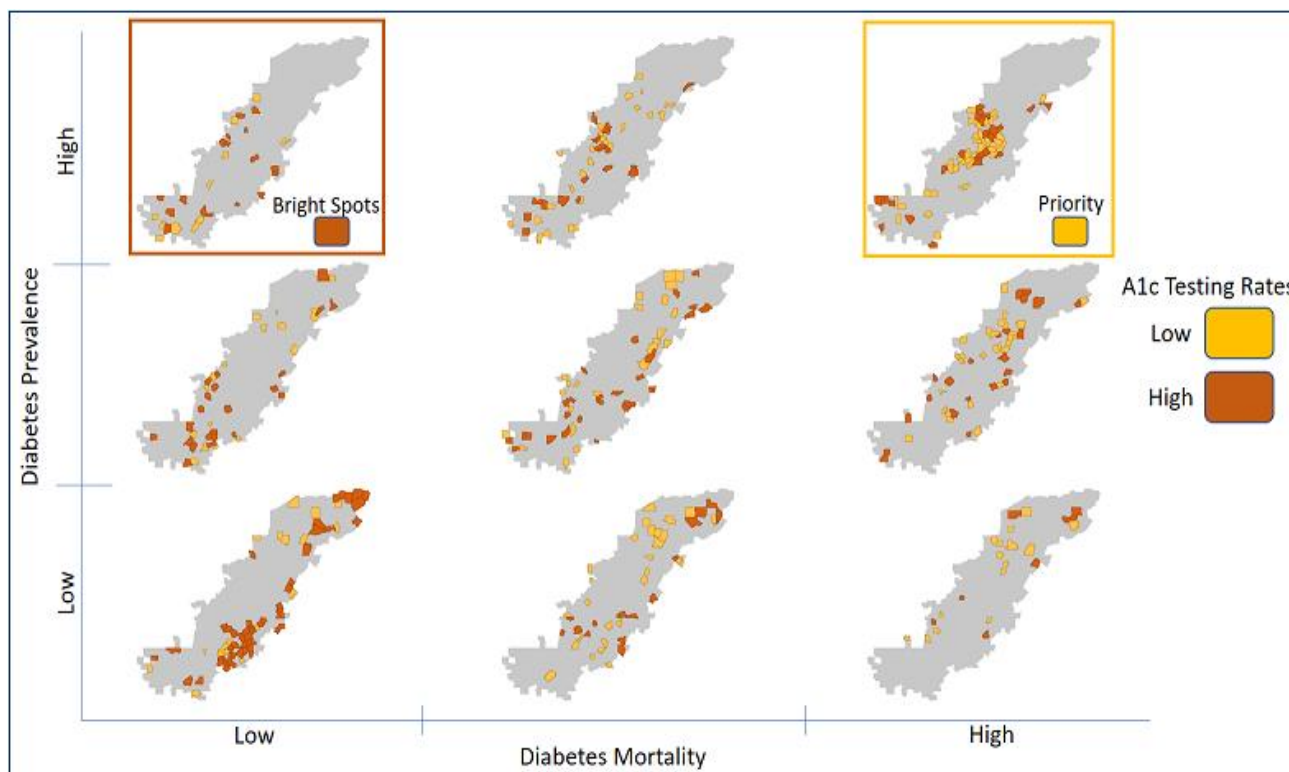 High
Bright Spots
Priority
Diabetes Prevalence
A1c Testing Rates
Low
High
Low
Low
High
Diabetes Mortality